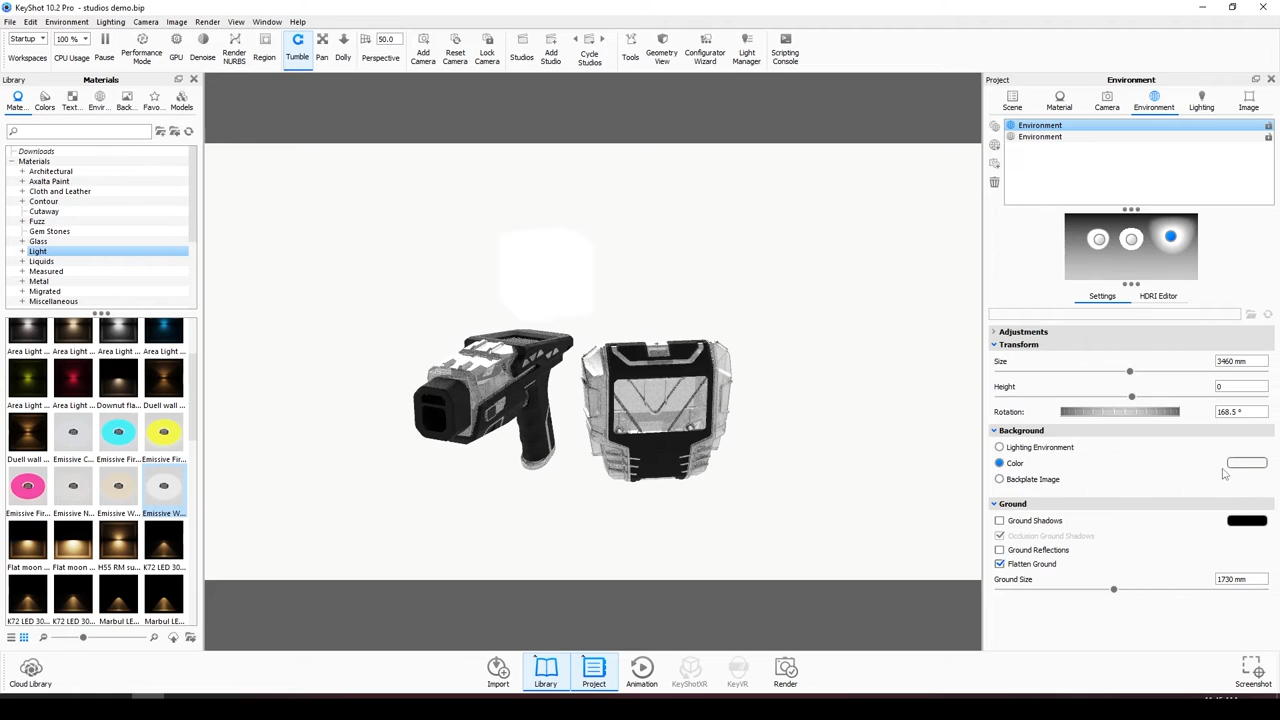 KeyShot 10.2 Pro - studios demo.bip
File Edit Environment Lighting Camera Image Render View Window Help
Startup 100 % 50.0
Workspaces CPU Usage Pause Performance Mode GPU Denoise Render NURBS Region Tumble Pan Dolly Perspective Add Camera Reset Camera Lock Camera Studios Add Studio Cycle Studios Tools Geometry View Configurator Wizard Light Manager Scripting Console
Library Materials
Mate... Colors Text... Envir... Back... Favo... Models
Downloads
Materials
Architectural
Axalta Paint
Cloth and Leather
Contour
Cutaway
Fuzz
Gem Stones
Glass
Light
Liquids
Measured
Metal
Migrated
Miscellaneous
Area Light ... Area Light ... Area Light ... Area Light ...
Area Light ... Area Light ... Downut fla... Duell wall ...
Duell wall ... Emissive C... Emissive Fir... Emissive Fir...
Emissive Fir... Emissive N... Emissive W... Emissive W...
Flat moon ... Flat moon ... H55 RM su... K72 LED 30...
K72 LED 30... K72 LED 30... Marbul LE... Marbul LE...
Project Environment
Scene Material Camera Environment Lighting Image
Environment
Environment
Settings HDRI Editor
Adjustments
Transform
Size 3460 mm
Height 0
Rotation: 168.5 °
Background
Lighting Environment
Color
Backplate Image
Ground
Ground Shadows
Occlusion Ground Shadows
Ground Reflections
Flatten Ground
Ground Size 1730 mm
Cloud Library Import Library Project Animation KeyShotXR KeyVR Render Screenshot